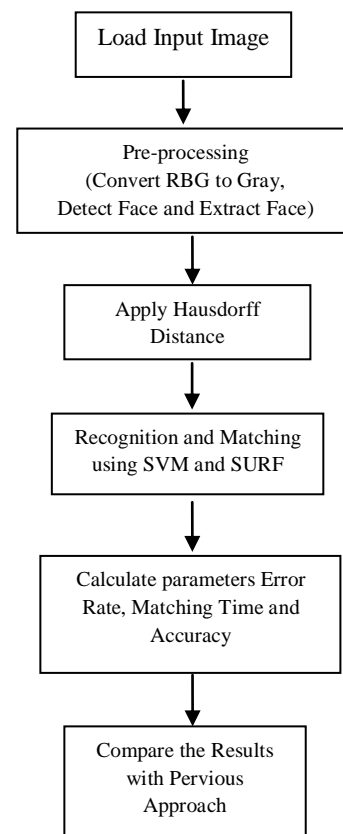 Load Input Image
Pre-processing
(Convert RBG to Gray,
Detect Face and Extract Face)
Apply Hausdorff
Distance
Recognition and Matching
using SVM and SURF
Calculate parameters Error
Rate, Matching Time and
Accuracy
Compare the Results
with Pervious
Approach